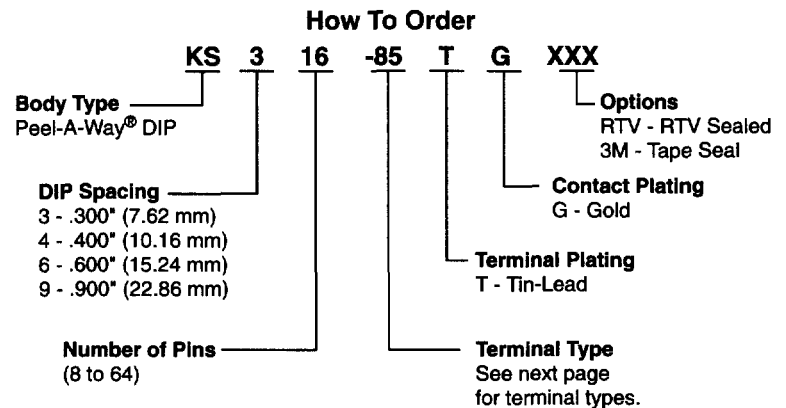 How To Order
KS 3 16 -85 T G XXX
Body Type
Peel-A-Way® DIP
Options
RTV - RTV Sealed
3M - Tape Seal
DIP Spacing
3 - .300" (7.62 mm)
4 - .400" (10.16 mm)
6 - .600" (15.24 mm)
9 - .900" (22.86 mm)
Contact Plating
G - Gold
Terminal Plating
T - Tin-Lead
Number of Pins
(8 to 64)
Terminal Type
See next page
for terminal types.